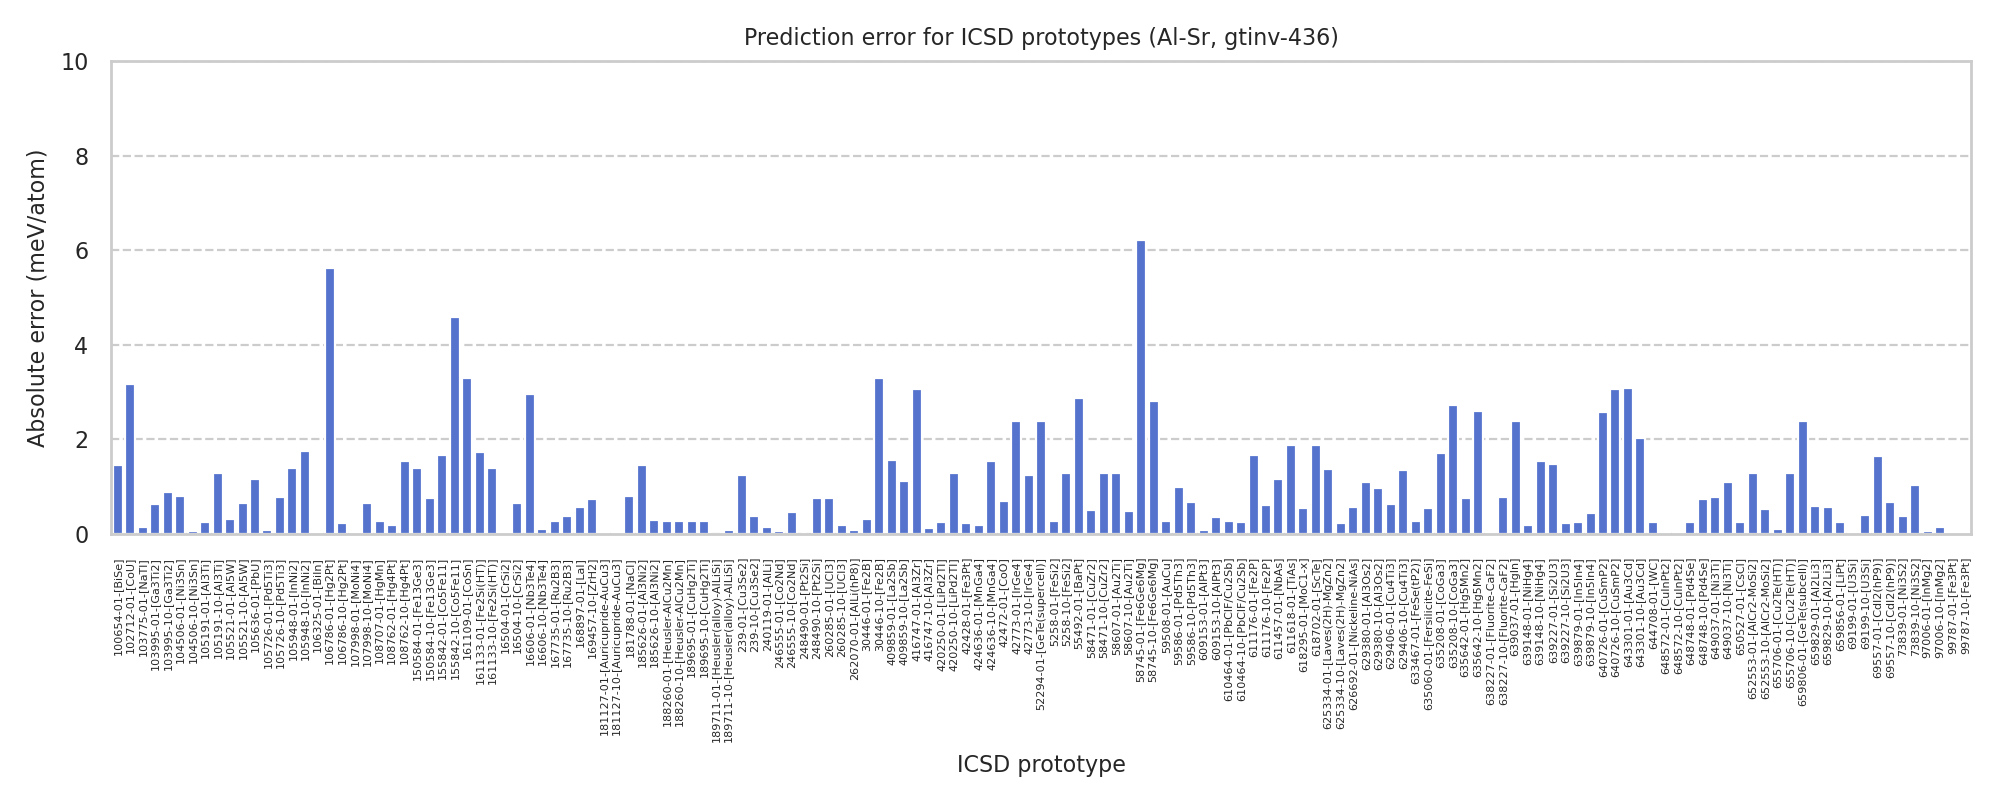 Prediction error for ICSD prototypes (Al-Sr, gtinv-436)
Absolute error (meV/atom)
10
8
6
4
2
0
100654-01-[BiSe]
102712-01-[CoU]
103775-01-[NaTl]
103995-01-[Ga3Ti2]
103995-10-[Ga3Ti2]
104506-01-[Ni3Sn]
104506-10-[Ni3Sn]
105191-01-[Al3Ti]
105191-10-[Al3Ti]
105521-01-[Al5W]
105521-10-[Al5W]
105636-01-[PbU]
105726-01-[Pd5Ti3]
105726-10-[Pd5Ti3]
105948-01-[InNi2]
105948-10-[InNi2]
106325-01-[BiIn]
106786-01-[Hg2Pt]
106786-10-[Hg2Pt]
107998-01-[MoNi4]
107998-10-[MoNi4]
108707-01-[HgMn]
108762-01-[Hg4Pt]
108762-10-[Hg4Pt]
150584-01-[Fe13Ge3]
150584-10-[Fe13Ge3]
155842-01-[Co5Fe11]
155842-10-[Co5Fe11]
161109-01-[CoSn]
161133-01-[Fe2Si(HT)]
161133-10-[Fe2Si(HT)]
16504-01-[CrSi2]
16504-10-[CrSi2]
166006-01-[Nb3Te4]
166006-10-[Nb3Te4]
167735-01-[Ru2B3]
167735-10-[Ru2B3]
168897-01-[LaI]
169457-10-[ZrH2]
181127-01-[Auricupride-AuCu3]
181127-10-[Auricupride-AuCu3]
181788-01-[NaCl]
185626-01-[Al3Ni2]
185626-10-[Al3Ni2]
188260-01-[Heusler-AlCu2Mn]
188260-10-[Heusler-AlCu2Mn]
189695-01-[CuHg2Ti]
189695-10-[CuHg2Ti]
189711-01-[Heusler(alloy)-AlLiSi]
189711-10-[Heusler(alloy)-AlLiSi]
239-01-[Cu3Se2]
239-10-[Cu3Se2]
240119-01-[AlLi]
2465555-01-[Co2Nd]
2465555-10-[Co2Nd]
248490-01-[Pt2Si]
248490-10-[Pt2Si]
260285-01-[UCl3]
260285-10-[UCl3]
262070-01-[AlLi(hP8)]
30446-01-[Fe2B]
30446-10-[Fe2B]
409859-01-[La2Sb]
409859-10-[La2Sb]
416747-01-[Al3Zr]
416747-10-[Al3Zr]
4202250-01-[LiPd2Tl]
4202250-10-[LiPd2Tl]
42428-01-[Fe3Pt]
424636-01-[MnGa4]
424636-10-[MnGa4]
42472-01-[CoO]
42773-01-[IrGe4]
42773-10-[IrGe4]
52294-01-[GeTe(supercell)]
5258-01-[FeSi2]
5258-10-[FeSi2]
55492-01-[BaPt]
58471-01-[CuZr2]
58471-10-[CuZr2]
58607-01-[Au2Ti]
58607-10-[Au2Ti]
58745-01-[Fe6Ge6Mg]
58745-10-[Fe6Ge6Mg]
59508-01-[AuCu]
59586-01-[Pd5Th3]
59586-10-[Pd5Th3]
609153-01-[AlPt3]
609153-10-[AlPt3]
610464-01-[PbClF/Cu2Sb]
610464-10-[PbClF/Cu2Sb]
611176-01-[Fe2P]
611176-10-[Fe2P]
611457-01-[NbAs]
611618-01-[TiAs]
618295-01-[MoC1-x]
618702-01-[ScTe]
625334-01-[Laves(2H)-MgZn2]
625334-10-[Laves(2H)-MgZn2]
626692-01-[Nickeline-NiAs]
629380-01-[Al3Os2]
629380-10-[Al3Os2]
629406-01-[Cu4Ti3]
629406-10-[Cu4Ti3]
633467-01-[FeSe(tP2)]
635060-01-[Fersilicite-FeSi]
635208-01-[CoGa3]
635208-10-[CoGa3]
635642-01-[Hg5Mn2]
635642-10-[Hg5Mn2]
638227-01-[Fluorite-CaF2]
638227-10-[Fluorite-CaF2]
639037-01-[HgIn]
639148-01-[NiHg4]
639148-10-[NiHg4]
639227-01-[Si2U3]
639227-10-[Si2U3]
639879-01-[In5In4]
639879-10-[In5In4]
640726-01-[CuSmP2]
640726-10-[CuSmP2]
643301-01-[Au3Cd]
643301-10-[Au3Cd]
644708-01-[WC]
648572-01-[CuInPt2]
648572-10-[CuInPt2]
648748-01-[Pd4Se]
648748-10-[Pd4Se]
649037-01-[Ni3Ti]
649037-10-[Ni3Ti]
650527-01-[CsCl]
652553-01-[AlCr2-MoSi2]
652553-10-[AlCr2-MoSi2]
655706-01-[Cu2Te(HT)]
655706-10-[Cu2Te(HT)]
659806-01-[GeTe(subcell)]
659829-01-[Al2Li3]
659829-10-[Al2Li3]
659856-01-[LiPt]
69199-01-[U3Si]
69199-10-[U3Si]
69557-01-[CdI2(hP9)]
69557-10-[CdI2(hP9)]
73839-01-[Ni3S2]
73839-10-[Ni3S2]
97006-01-[InMg2]
97006-10-[InMg2]
99787-01-[Fe3Pt]
99787-10-[Fe3Pt]
ICSD prototype